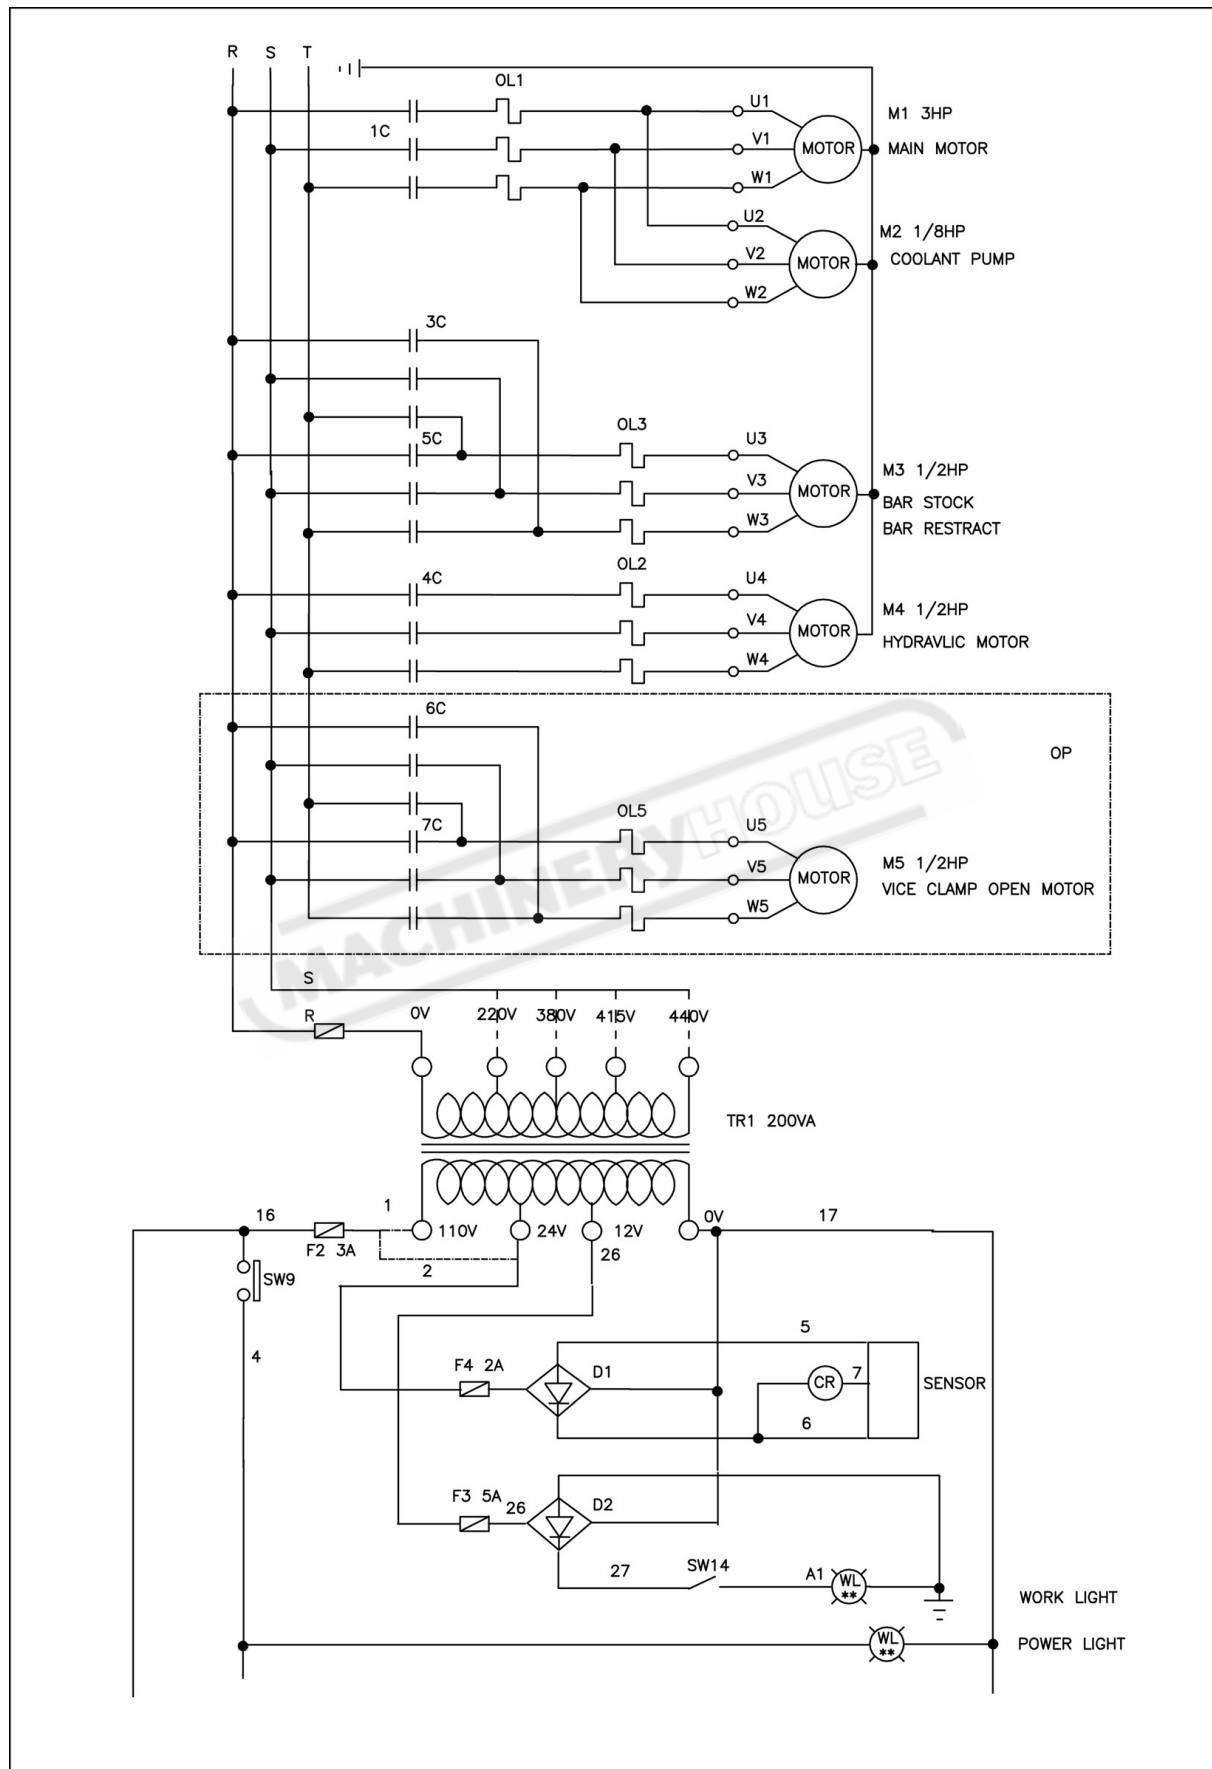 R S T
OL1
U1
M1 3HP
1C
V1
MAIN MOTOR
MOTOR
W1
U2
M2 1/8HP
V2
MOTOR
COOLANT PUMP
W2
3C
OL3
5C
U3
M3 1/2HP
V3
MOTOR
BAR STOCK
W3
BAR RESTRACT
OL2
4C
U4
M4 1/2HP
V4
MOTOR
HYDRAVLIC MOTOR
W4
6C
OP
OL5
7C
U5
M5 1/2HP
V5
MOTOR
VICE CLAMP OPEN MOTOR
W5
MACHINERYHOUSE
S
R
0V 220V 380V 415V 440V
TR1 200VA
16
1
110V 24V 12V 0V
17
F2 3A
26
2
SW9
4
5
F4 2A
D1
CR
7
SENSOR
6
F3 5A
26
D2
27
SW14
A1
WL
**
WORK LIGHT
WL
**
POWER LIGHT